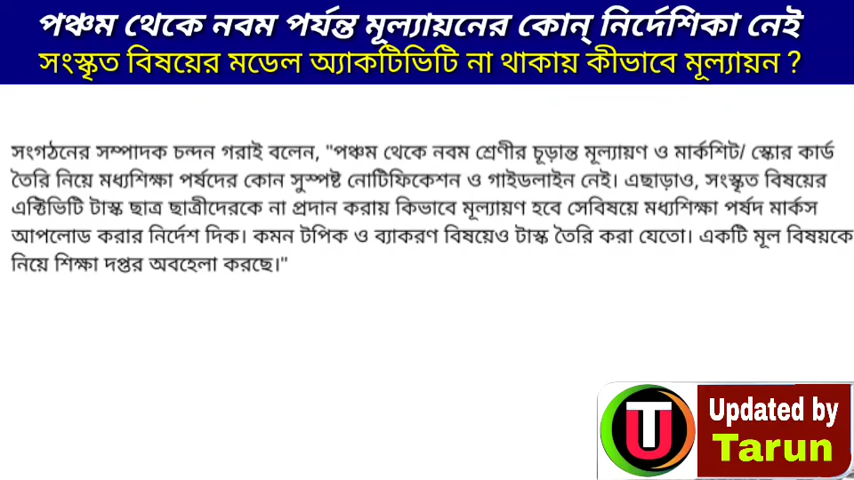 পঞ্চম থেকে নবম পর্যন্ত মূল্যায়নের কোন্ নির্দেশিকা নেই
সংস্কৃত বিষয়ের মডেল অ্যাকটিভিটি না থাকায় কীভাবে মূল্যায়ন ?
সংগঠনের সম্পাদক চন্দন গরাই বলেন, "পঞ্চম থেকে নবম শ্রেণীর চূড়ান্ত মূল্যায়ণ ও মার্কশিট/ স্কোর কার্ড
তৈরি নিয়ে মধ্যশিক্ষা পর্ষদের কোন সুস্পষ্ট নোটিফিকেশন ও গাইডলাইন নেই। এছাড়াও, সংস্কৃত বিষয়ের
এক্টিভিটি টাস্ক ছাত্র ছাত্রীদেরকে না প্রদান করায় কিভাবে মূল্যায়ণ হবে সেবিষয়ে মধ্যশিক্ষা পর্ষদ মার্কস
আপলোড করার নির্দেশ দিক। কমন টপিক ও ব্যাকরণ বিষয়েও টাস্ক তৈরি করা যেতো। একটি মূল বিষয়কে
নিয়ে শিক্ষা দপ্তর অবহেলা করছে।"
TU
Updated by
Tarun